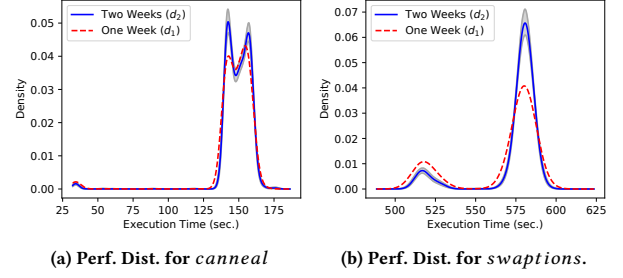 0.05
0.04
0.03
0.02
0.01
0.00
Density
Two Weeks (d₂)
One Week (d₁)
25 50 75 100 125 150 175
Execution Time (sec.)
(a) Perf. Dist. for canneal
0.07
0.06
0.05
0.04
0.03
0.02
0.01
0.00
Density
Two Weeks (d₂)
One Week (d₁)
500 525 550 575 600 625
Execution Time (sec.)
(b) Perf. Dist. for swaptions.